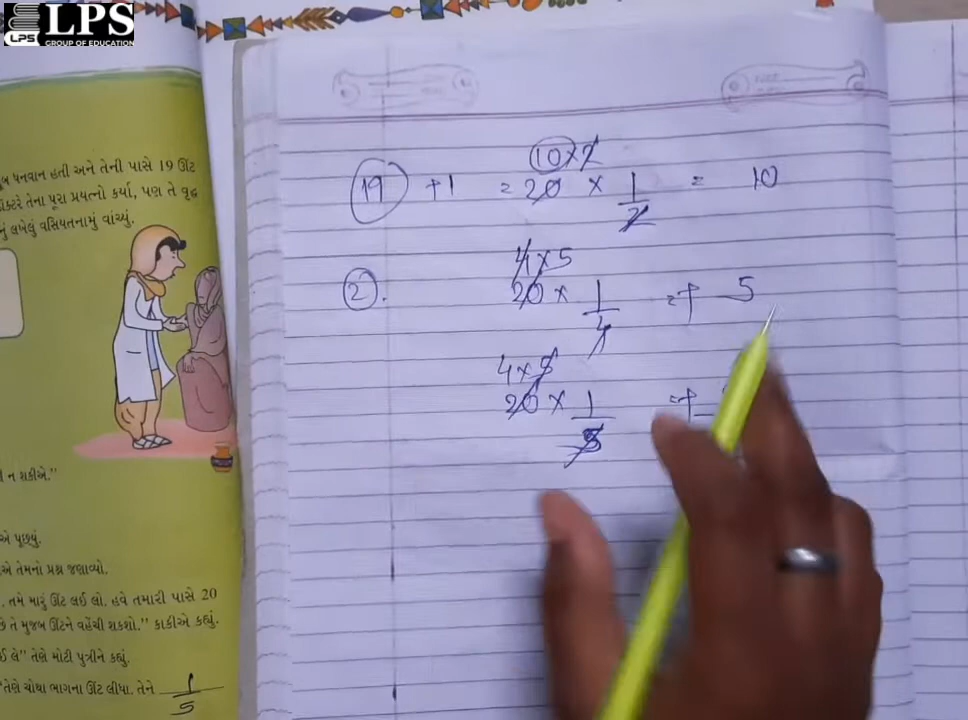 LPS
LPS
GROUP OF EDUCATION
ધનવાન હતી અને તેની પાસે 19 ઊંટ
તેના પૂરા પ્રયત્નો કર્યા, પણ તે વૃદ્ધ
લખેલું વસિયતનામું વાંચ્યું.
ન શકીએ."
એ પૂછ્યું.
એ તેમનો પ્રશ્ન જણાવ્યો.
તમે મારું ઊંટ લઈ લો. હવે તમારી પાસે 20
છે તે મુજબ ઊંટને વહેંચી શકશો." કાકીએ કહ્યું.
લે" તેણે મોટી પુત્રીને કહ્યું.
"તેણે ચોથા ભાગના ઊંટ લીધા. તેને 1/5
10 × 2
19 + 1 = 20 × 1/2 = 10
4 × 5
2. 20 × 1/4 = + 5
4 × 5
20 × 1/5 = +